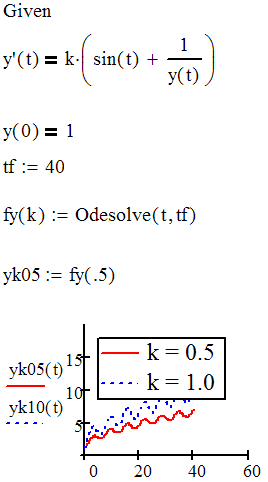 Given
y'(t) = k·(sin(t) + 1/y(t))
y(0) = 1
tf := 40
fy(k) := Odesolve(t,tf)
yk05 := fy(.5)
yk05(t)
yk10(t)
15
10
5
k = 0.5
k = 1.0
0 20 40 60